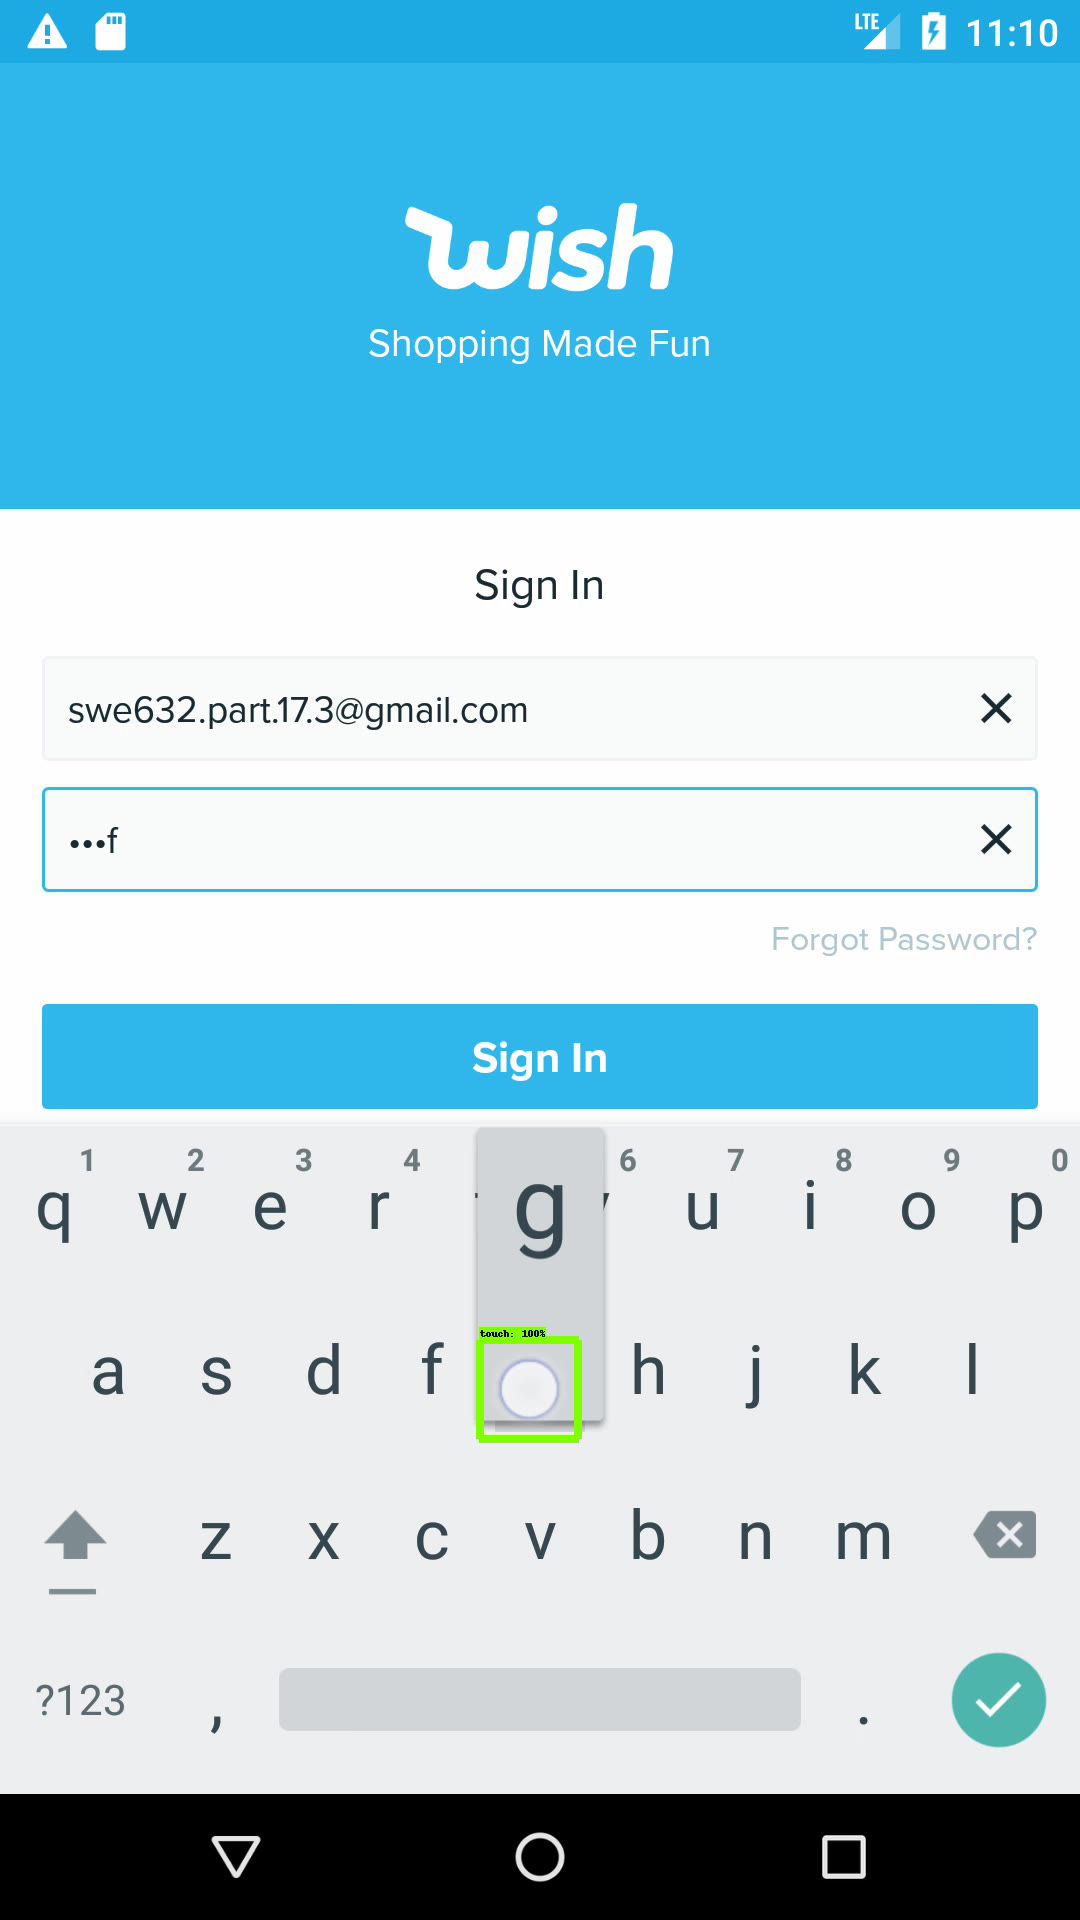 LTE 11:10
wish
Shopping Made Fun
Sign In
swe632.part.17.3@gmail.com
•••f
Forgot Password?
Sign In
1 2 3 4 6 7 8 9 0
q w e r g u i o p
touch: 100%
a s d f h j k l
z x c v b n m
?123 , .